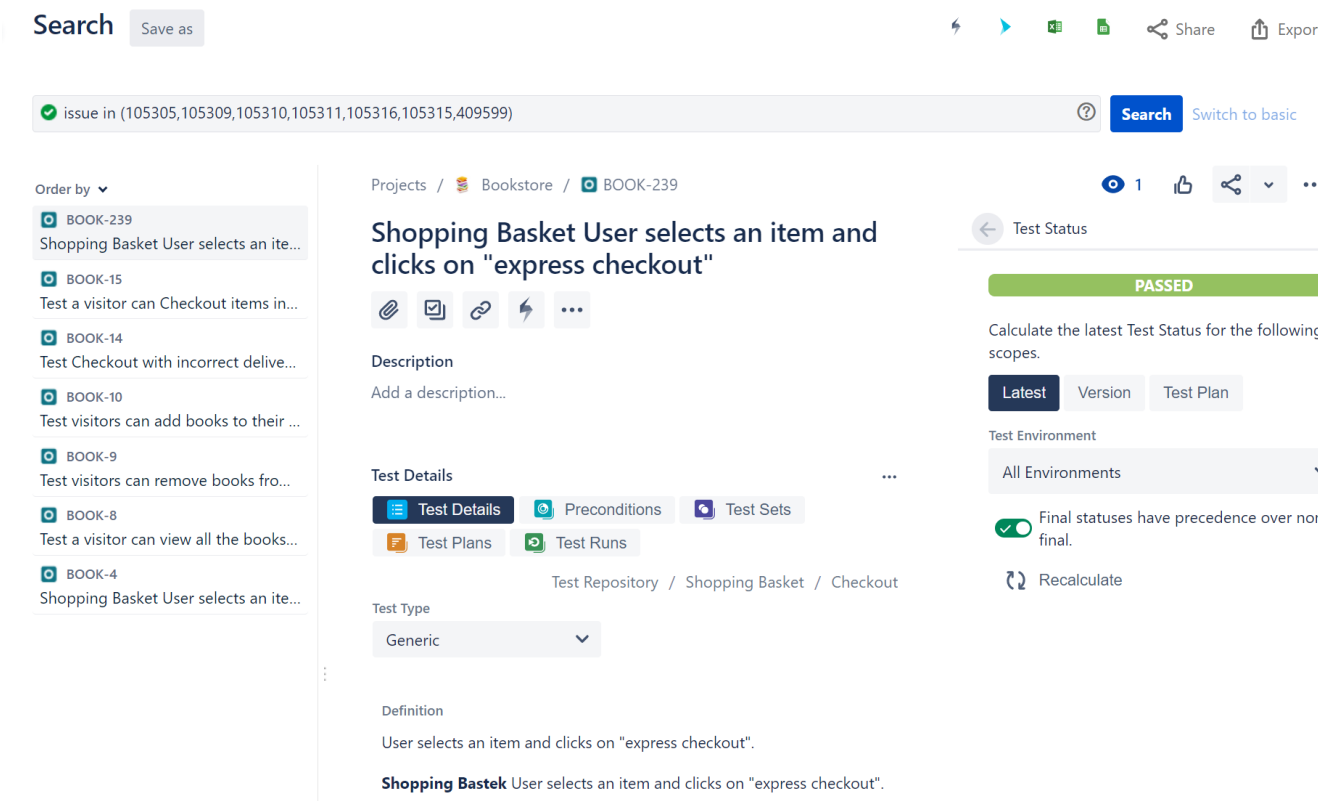 Search
Save as
Share
Expor
issue in (105305,105309,105310,105311,105316,105315,409599)
Search
Switch to basic
Order by
BOOK-239
Shopping Basket User selects an ite...
BOOK-15
Test a visitor can Checkout items in...
BOOK-14
Test Checkout with incorrect delive...
BOOK-10
Test visitors can add books to their ...
BOOK-9
Test visitors can remove books fro...
BOOK-8
Test a visitor can view all the books...
BOOK-4
Shopping Basket User selects an ite...
Projects / Bookstore / BOOK-239
1
Shopping Basket User selects an item and
clicks on "express checkout"
Description
Add a description...
Test Details
Test Details
Preconditions
Test Sets
Test Plans
Test Runs
Test Repository / Shopping Basket / Checkout
Test Type
Generic
Definition
User selects an item and clicks on "express checkout".
Shopping Bastek User selects an item and clicks on "express checkout".
Test Status
PASSED
Calculate the latest Test Status for the following
scopes.
Latest
Version
Test Plan
Test Environment
All Environments
Final statuses have precedence over non
final.
Recalculate